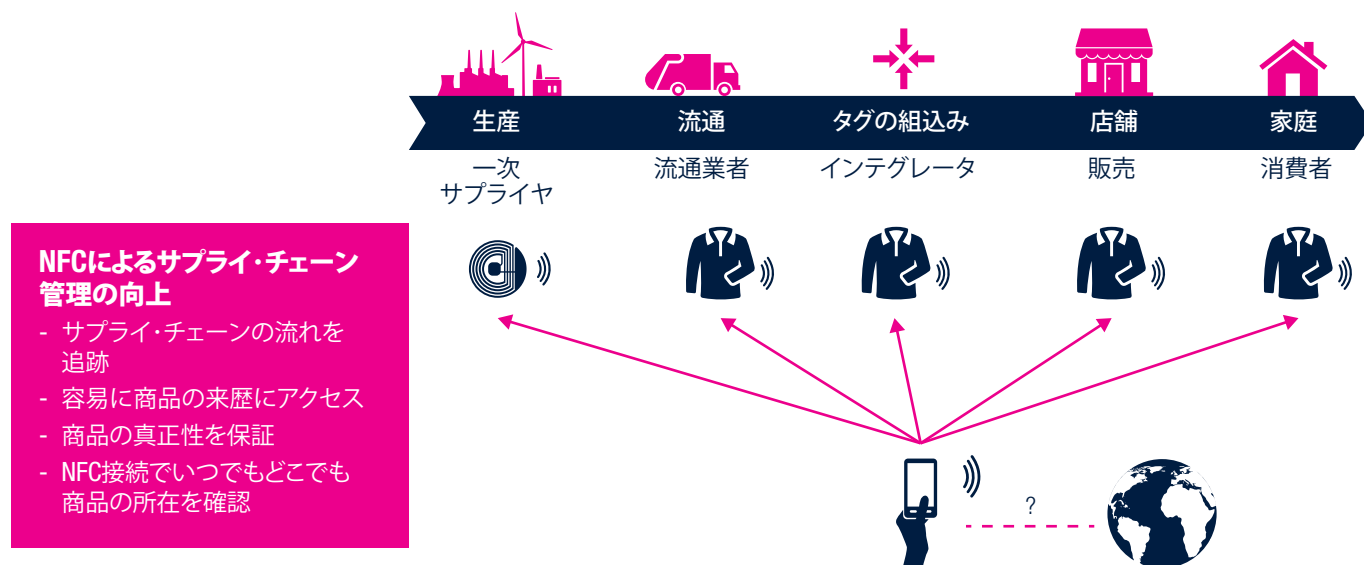 生産 流通 タグの組込み 店舗 家庭
一次
サプライヤ
流通業者
インテグレータ
販売
消費者
NFCによるサプライ・チェーン
管理の向上
- サプライ・チェーンの流れを
追跡
- 容易に商品の来歴にアクセス
- 商品の真正性を保証
- NFC接続でいつでもどこでも
商品の所在を確認
?